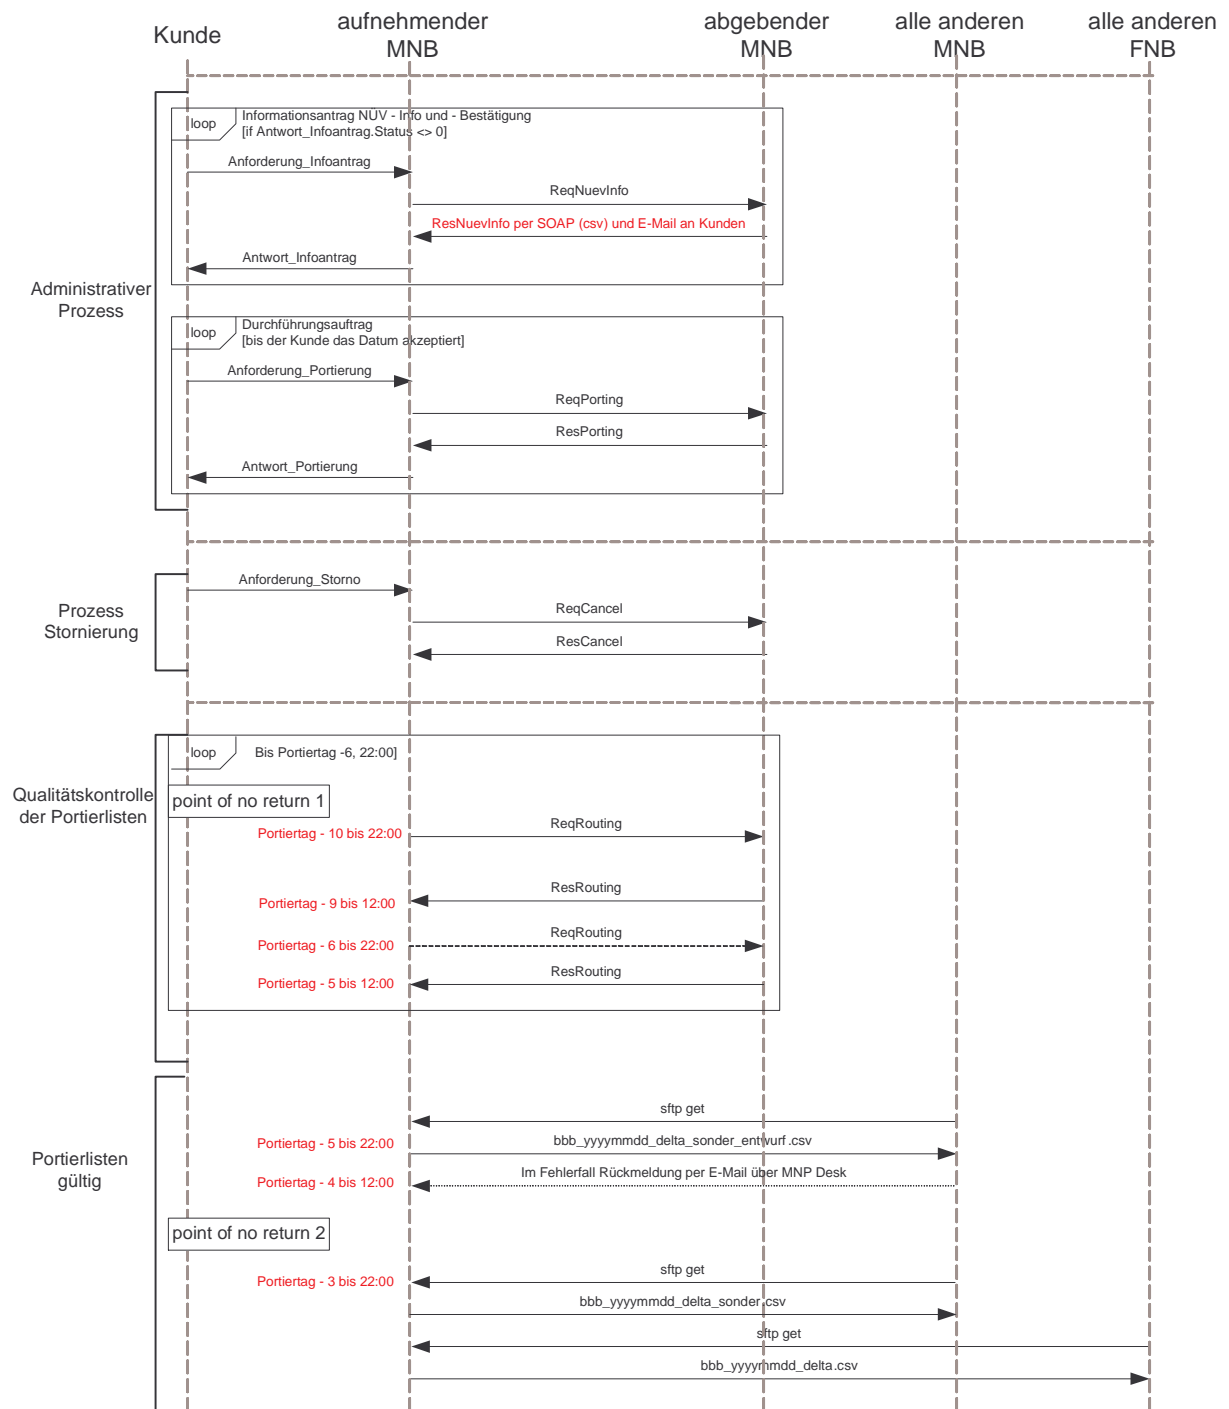 Kunde
aufnehmender
MNB
abgebender
MNB
alle anderen
MNB
alle anderen
FNB
Administrativer
Prozess
loop
Informationsantrag NÜV - Info und - Bestätigung
[if Antwort_Infoantrag.Status <> 0]
Anforderung_Infoantrag
ReqNuevInfo
ResNuevInfo per SOAP (csv) und E-Mail an Kunden
Antwort_Infoantrag
loop
Durchführungsauftrag
[bis der Kunde das Datum akzeptiert]
Anforderung_Portierung
ReqPorting
ResPorting
Antwort_Portierung
Prozess
Stornierung
Anforderung_Storno
ReqCancel
ResCancel
Qualitätskontrolle
der Portierlisten
loop
Bis Portiertag -6, 22:00]
point of no return 1
Portiertag - 10 bis 22:00
ReqRouting
Portiertag - 9 bis 12:00
ResRouting
Portiertag - 6 bis 22:00
ReqRouting
Portiertag - 5 bis 12:00
ResRouting
Portierlisten
gültig
sftp get
Portiertag - 5 bis 22:00
bbb_yyyymmdd_delta_sonder_entwurf.csv
Portiertag - 4 bis 12:00
Im Fehlerfall Rückmeldung per E-Mail über MNP Desk
point of no return 2
Portiertag - 3 bis 22:00
sftp get
bbb_yyyymmdd_delta_sonder.csv
sftp get
bbb_yyyymmdd_delta.csv